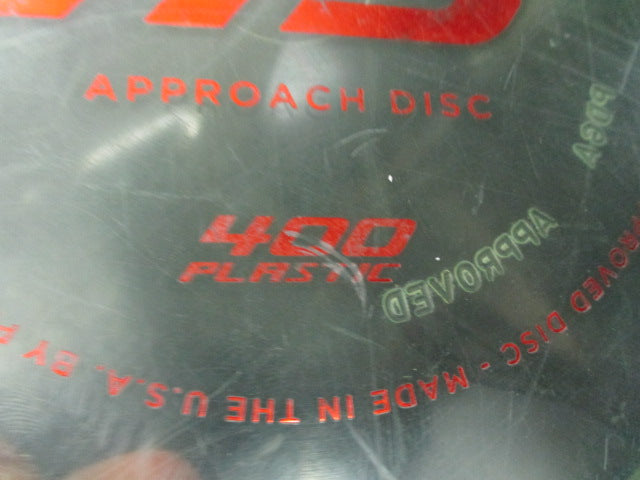 APPROACH DISC
400
PLASTIC
PDGA
APPROVED
ROVED DISC - MADE IN THE U.S.A. BY